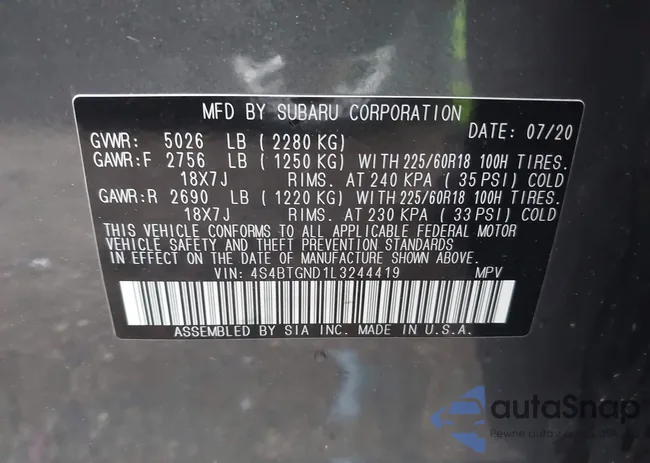 MFD BY SUBARU CORPORATION
DATE: 07/20
GVWR: 5026 LB ( 2280 KG)
GAWR:F 2756 LB ( 1250 KG) WITH 225/60R18 100H TIRES.
18X7J RIMS. AT 240 KPA ( 35 PSI) COLD
GAWR:R 2690 LB ( 1220 KG) WITH 225/60R18 100H TIRES.
18X7J RIMS. AT 230 KPA ( 33 PSI) COLD
THIS VEHICLE CONFORMS TO ALL APPLICABLE FEDERAL MOTOR
VEHICLE SAFETY AND THEFT PREVENTION STANDARDS
IN EFFECT ON THE DATE OF MANUFACTURE SHOWN ABOVE.
VIN: 4S4BTGND1L3244419 MPV
ASSEMBLED BY SIA INC. MADE IN U.S.A.
autaSnap
Pewne auta z